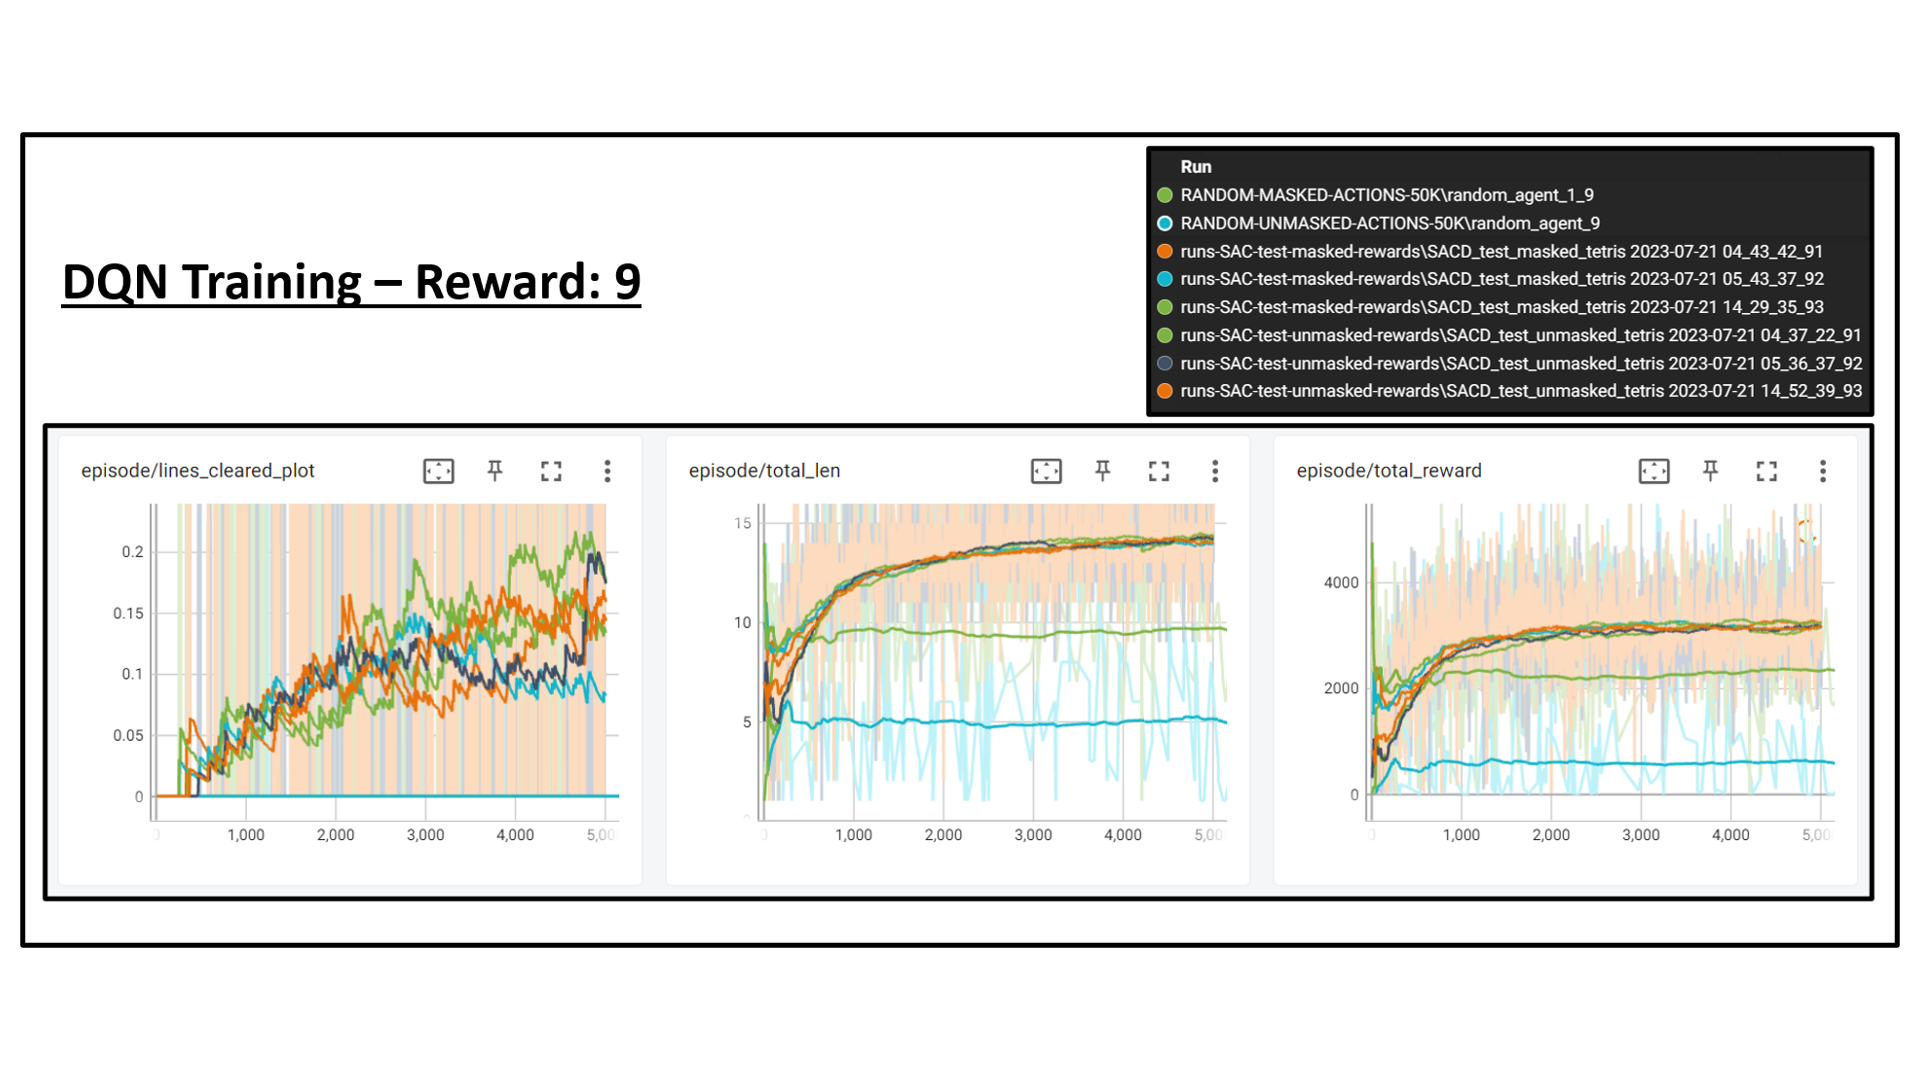 Run
RANDOM-MASKED-ACTIONS-50K\random_agent_1_9
RANDOM-UNMASKED-ACTIONS-50K\random_agent_9
runs-SAC-test-masked-rewards\SACD_test_masked_tetris 2023-07-21 04_43_42_91
runs-SAC-test-masked-rewards\SACD_test_masked_tetris 2023-07-21 05_43_37_92
runs-SAC-test-masked-rewards\SACD_test_masked_tetris 2023-07-21 14_29_35_93
runs-SAC-test-unmasked-rewards\SACD_test_unmasked_tetris 2023-07-21 04_37_22_91
runs-SAC-test-unmasked-rewards\SACD_test_unmasked_tetris 2023-07-21 05_36_37_92
runs-SAC-test-unmasked-rewards\SACD_test_unmasked_tetris 2023-07-21 14_52_39_93
DQN Training – Reward: 9
episode/lines_cleared_plot
0.2
0.15
0.1
0.05
0
0 1,000 2,000 3,000 4,000 5,00
episode/total_len
15
10
5
0
0 1,000 2,000 3,000 4,000 5,00
episode/total_reward
4000
2000
0
0 1,000 2,000 3,000 4,000 5,00